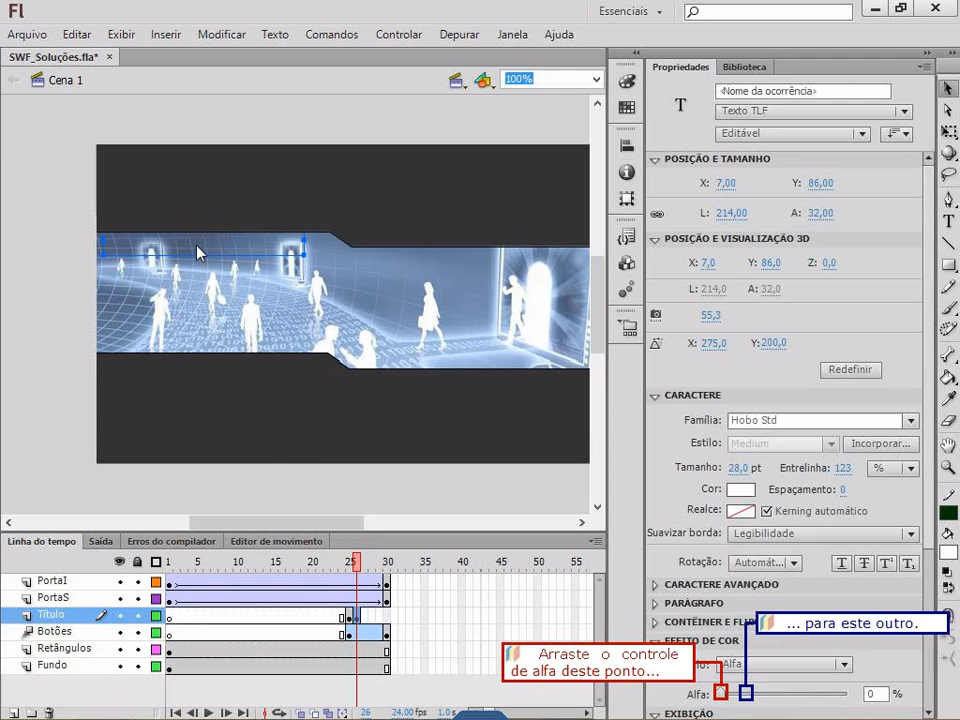 Fl
Essenciais
Arquivo Editar Exibir Inserir Modificar Texto Comandos Controlar Depurar Janela Ajuda
SWF_Soluções.fla* ×
Cena 1
100%
Propriedades Biblioteca
T
<Nome da ocorrência>
Texto TLF
Editável
POSIÇÃO E TAMANHO
X: 7,00 Y: 86,00
L: 214,00 A: 32,00
POSIÇÃO E VISUALIZAÇÃO 3D
X: 7,0 Y: 86,0 Z: 0,0
L: 214,0 A: 32,0
55,3
X: 275,0 Y: 200,0
Redefinir
CARACTERE
Família: Hobo Std
Estilo: Medium Incorporar...
Tamanho: 28,0 pt Entrelinha: 123 %
Cor: Espaçamento: 0
Realce: Kerning automático
Suavizar borda: Legibilidade
Rotação: Automát... T T T¹ T₁
CARACTERE AVANÇADO
PARÁGRAFO
CONTÊINER E FL
EFEITO DE COR
Alfa
Alfa: 0 %
EXIBIÇÃO
... para este outro.
Arraste o controle
de alfa deste ponto...
Linha do tempo Saída Erros do compilador Editor de movimento
1 5 10 15 20 25 30 35 40 45 50 55
PortaI
PortaS
Título
Botões
Retângulos
Fundo
26 24.00 fps 1.0 s